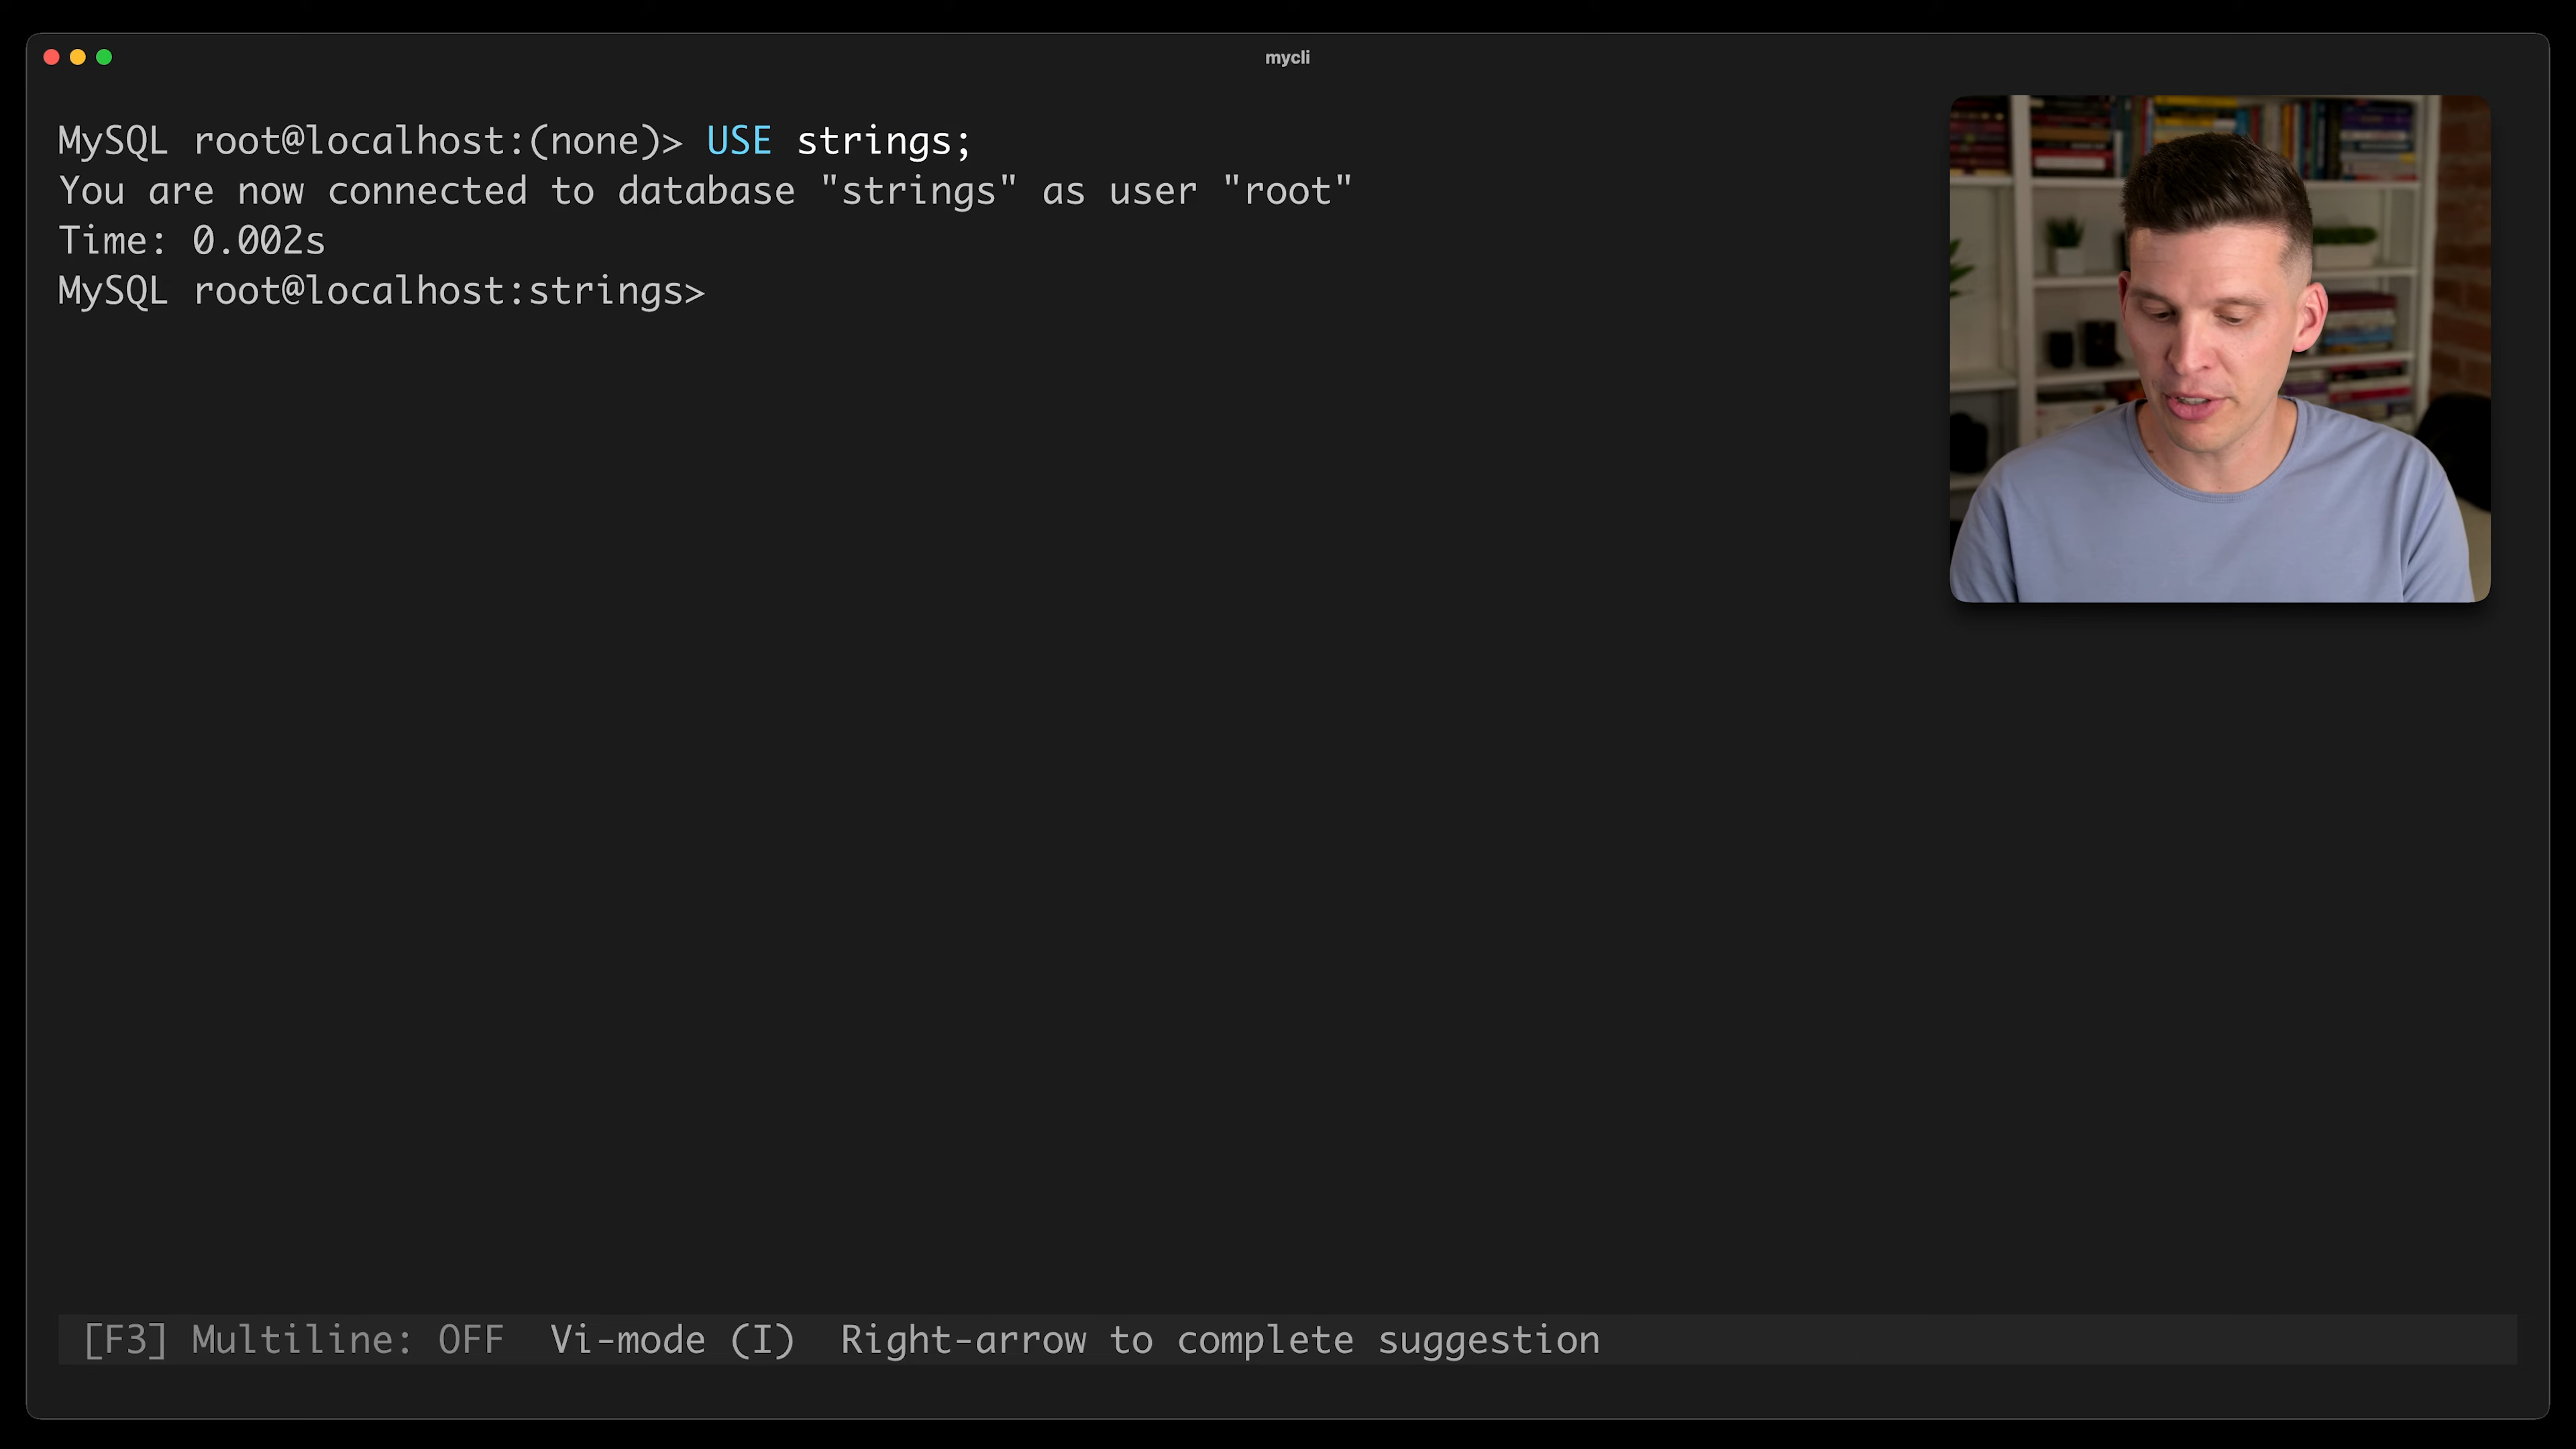 mycli
MySQL root@localhost:(none)> USE strings;
You are now connected to database "strings" as user "root"
Time: 0.002s
MySQL root@localhost:strings>
[F3] Multiline: OFF  Vi-mode (I)  Right-arrow to complete suggestion